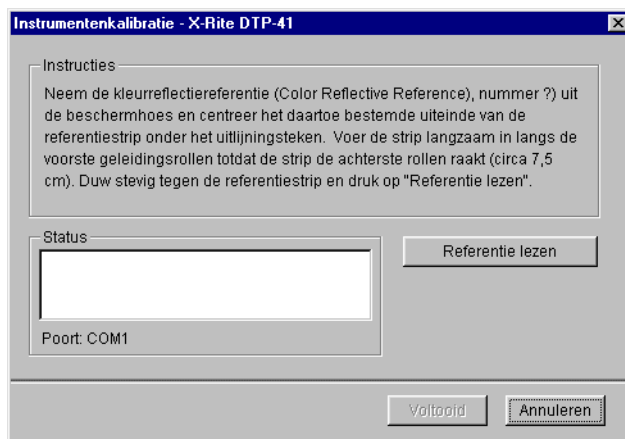 Instrumentenkalibratie - X-Rite DTP-41
Instructies
Neem de kleurreflectiereferentie (Color Reflective Reference), nummer ?) uit
de beschermhoes en centreer het daartoe bestemde uiteinde van de
referentiestrip onder het uitlijningsteken. Voer de strip langzaam in langs de
voorste geleidingsrollen totdat de strip de achterste rollen raakt (circa 7,5
cm). Duw stevig tegen de referentiestrip en druk op "Referentie lezen".
Status
Referentie lezen
Poort: COM1
Voltooid
Annuleren